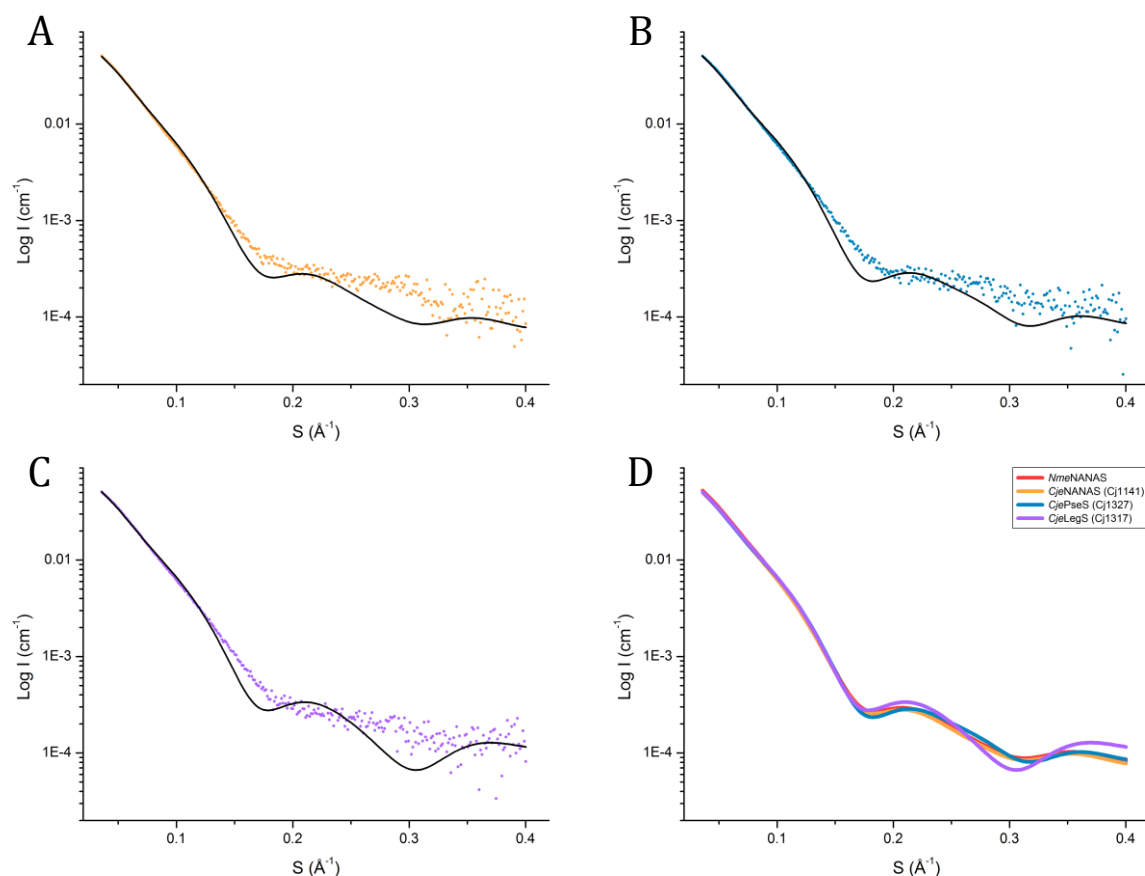 A
Log I (cm⁻¹)
0.01
1E-3
1E-4
0.1 0.2 0.3 0.4
S (Å⁻¹)
B
Log I (cm⁻¹)
0.01
1E-3
1E-4
0.1 0.2 0.3 0.4
S (Å⁻¹)
C
Log I (cm⁻¹)
0.01
1E-3
1E-4
0.1 0.2 0.3 0.4
S (Å⁻¹)
D
NmeNANAS
CjeNANAS (Cj1141)
CjePseS (Cj1327)
CjeLegS (Cj1317)
Log I (cm⁻¹)
0.01
1E-3
1E-4
0.1 0.2 0.3 0.4
S (Å⁻¹)